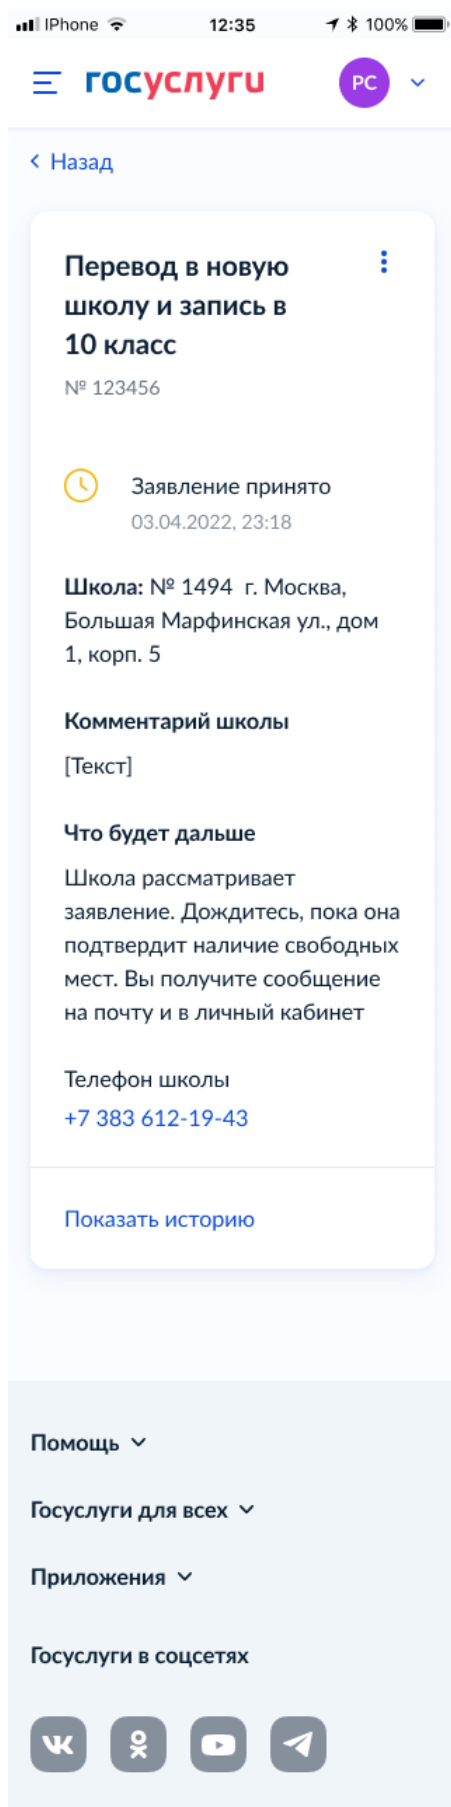 IPhone 12:35 100%
госуслуги РС
Назад
Перевод в новую
школу и запись в
10 класс
№ 123456
Заявление принято
03.04.2022, 23:18
Школа: № 1494 г. Москва,
Большая Марфинская ул., дом
1, корп. 5
Комментарий школы
[Текст]
Что будет дальше
Школа рассматривает
заявление. Дождитесь, пока она
подтвердит наличие свободных
мест. Вы получите сообщение
на почту и в личный кабинет
Телефон школы
+7 383 612-19-43
Показать историю
Помощь
Госуслуги для всех
Приложения
Госуслуги в соцсетях